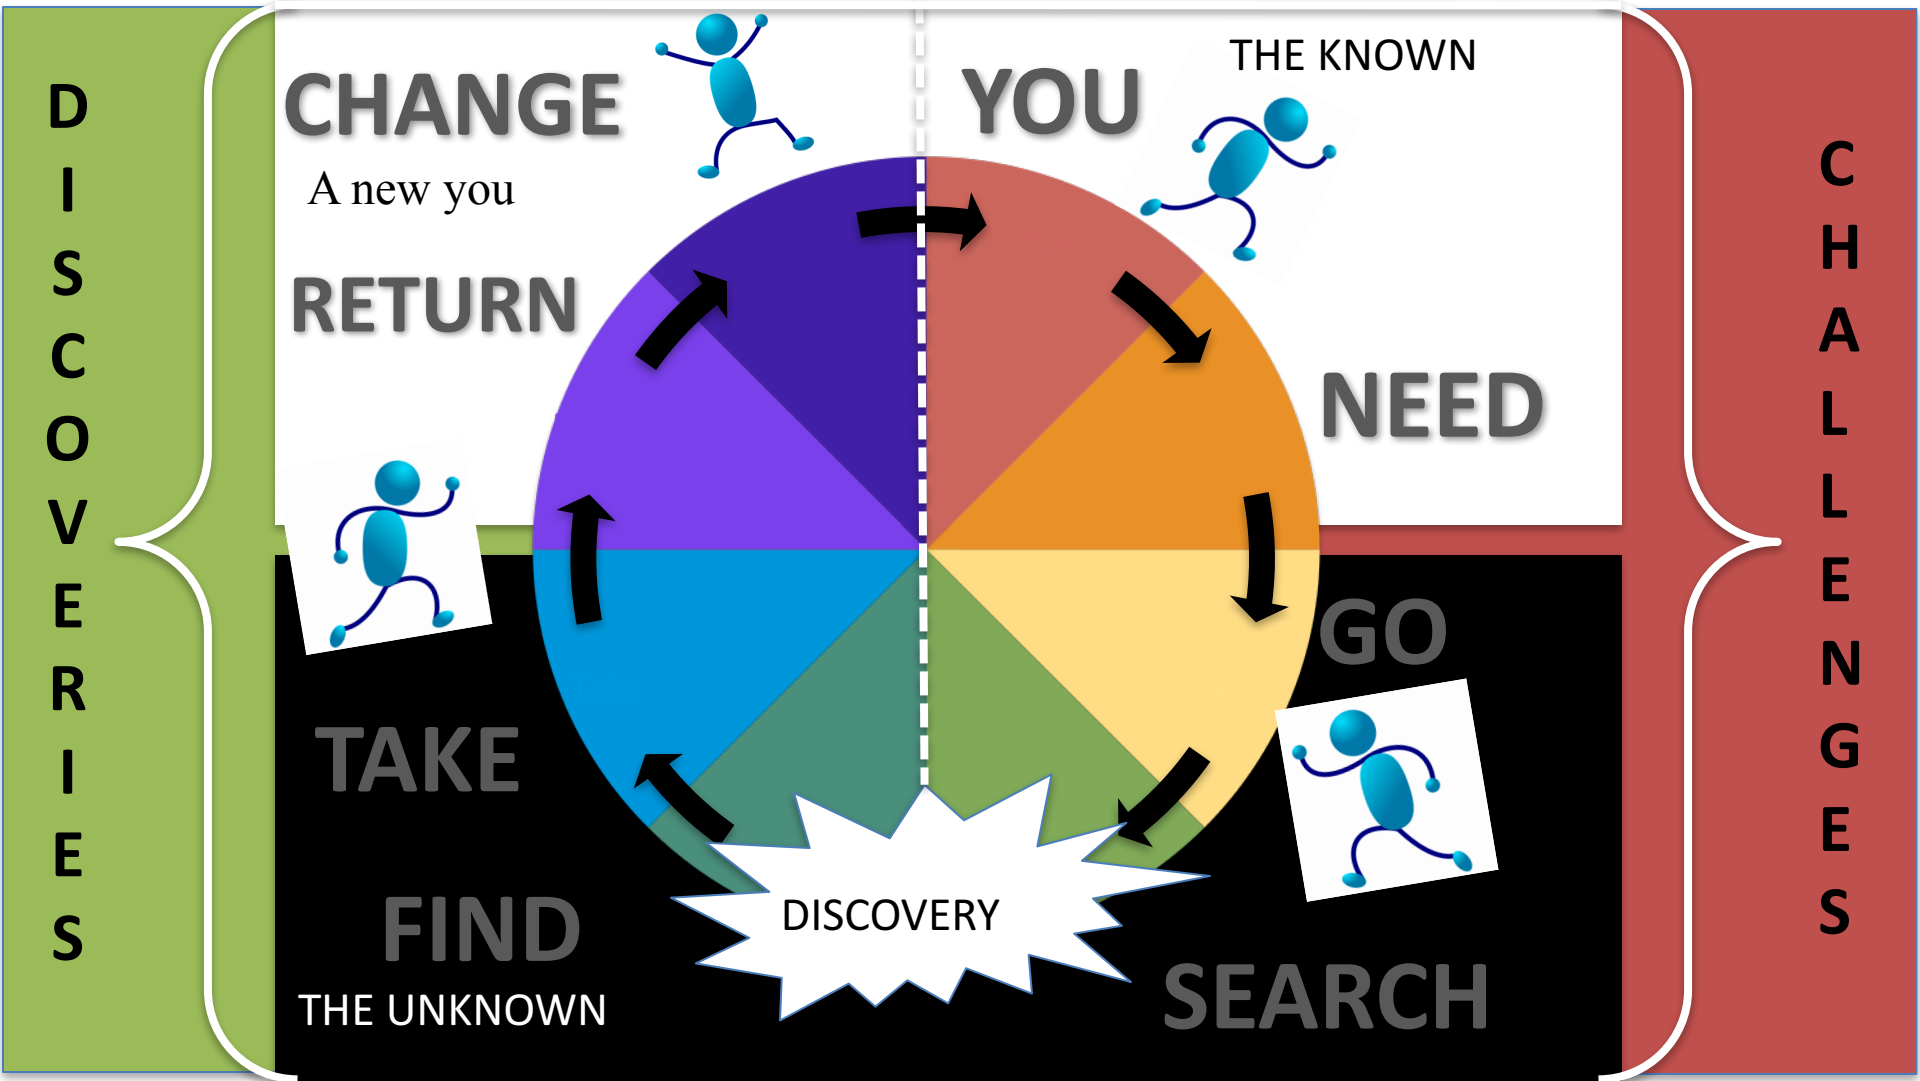 DISCOVERIES
CHANGE
A new you
RETURN
YOU
THE KNOWN
NEED
GO
SEARCH
DISCOVERY
FIND
THE UNKNOWN
TAKE
CHALLENGES